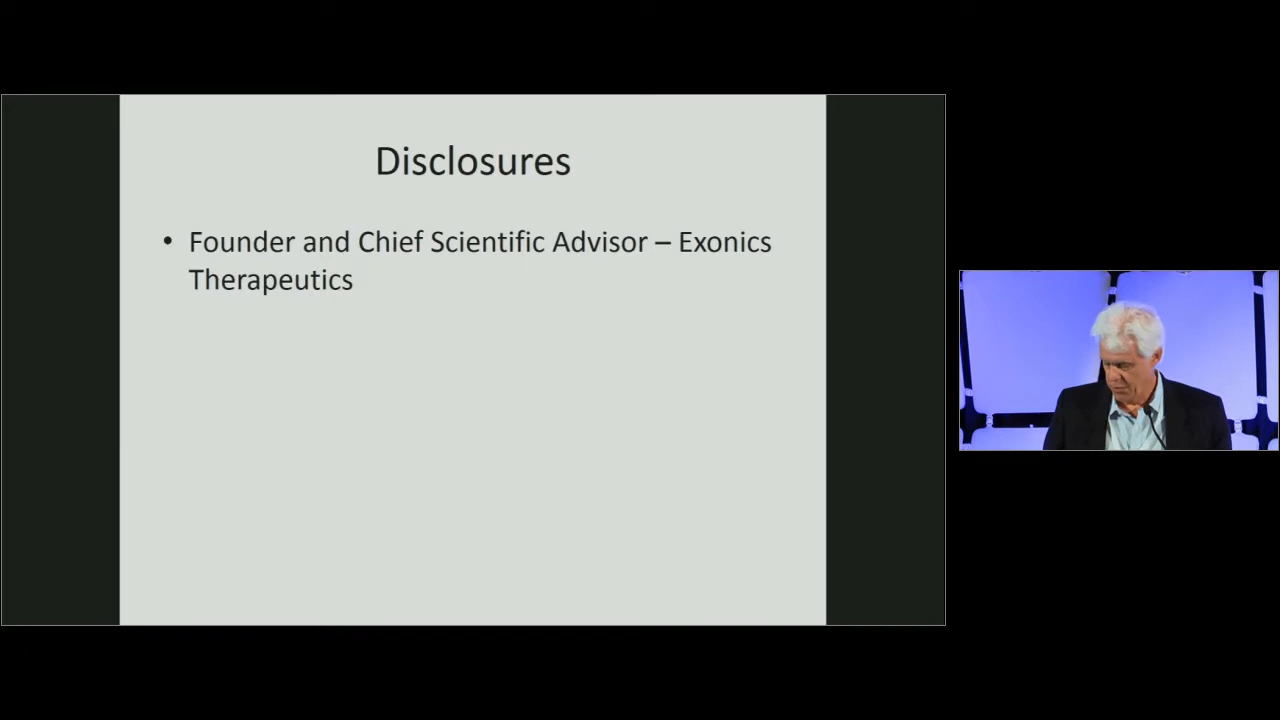 Disclosures
• Founder and Chief Scientific Advisor – Exonics
Therapeutics